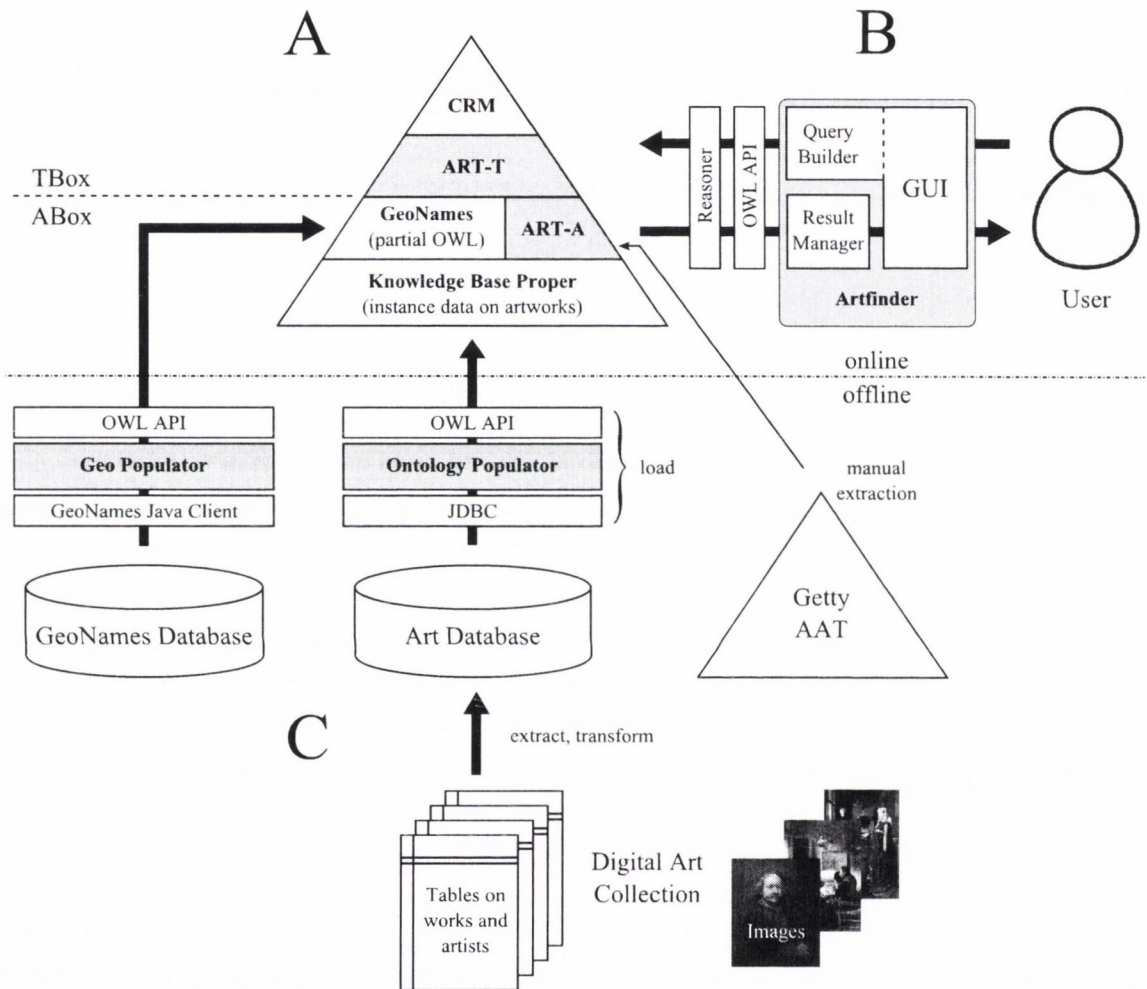 A
B
CRM
ART-T
TBox
ABox
GeoNames
(partial OWL)
ART-A
Knowledge Base Proper
(instance data on artworks)
Reasoner
OWL API
Query
Builder
GUI
Result
Manager
Artfinder
User
online
offline
OWL API
Geo Populator
GeoNames Java Client
OWL API
Ontology Populator
JDBC
load
manual
extraction
GeoNames Database
Art Database
Getty
AAT
C
extract, transform
Tables on
works and
artists
Digital Art
Collection
Images